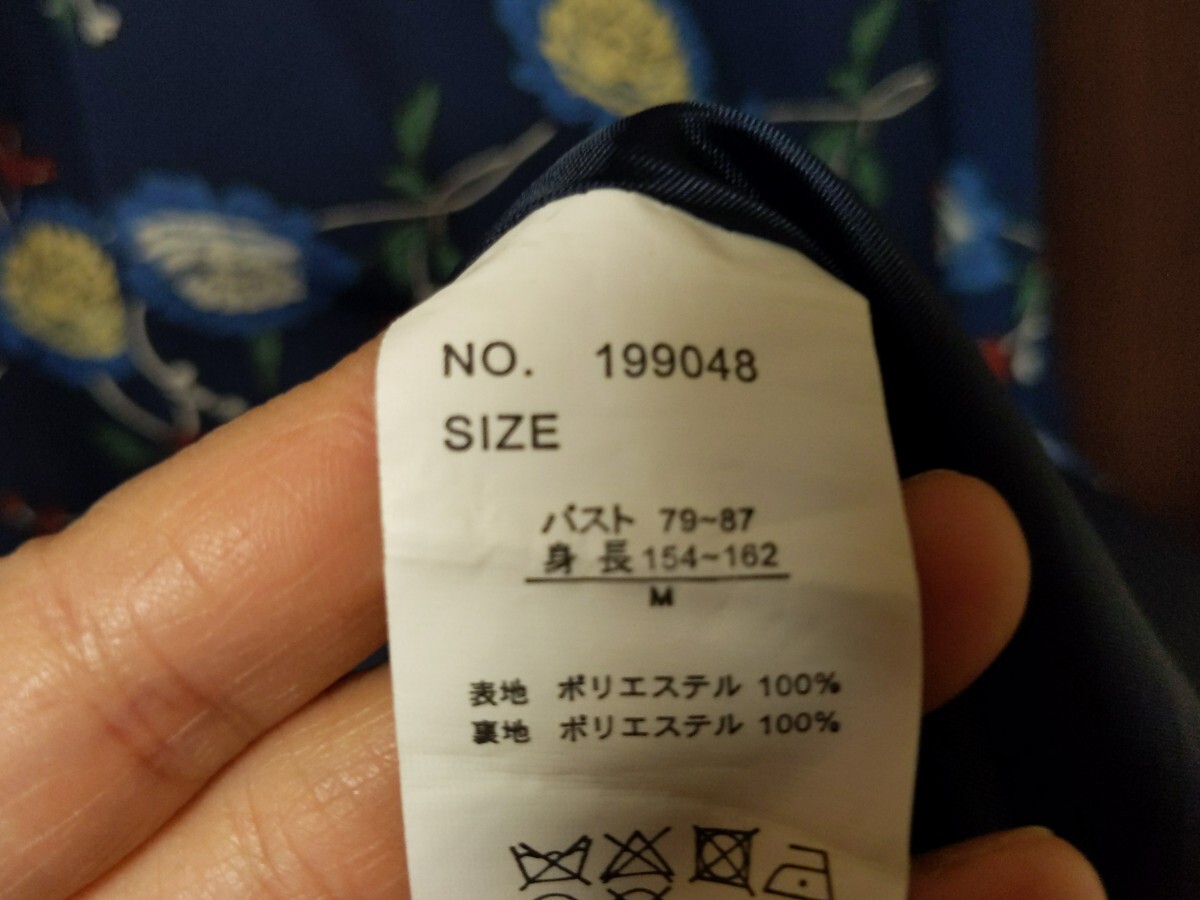 NO. 199048
SIZE
バスト 79~87
身 長 154~162
M
表地 ポリエステル 100%
裏地 ポリエステル 100%